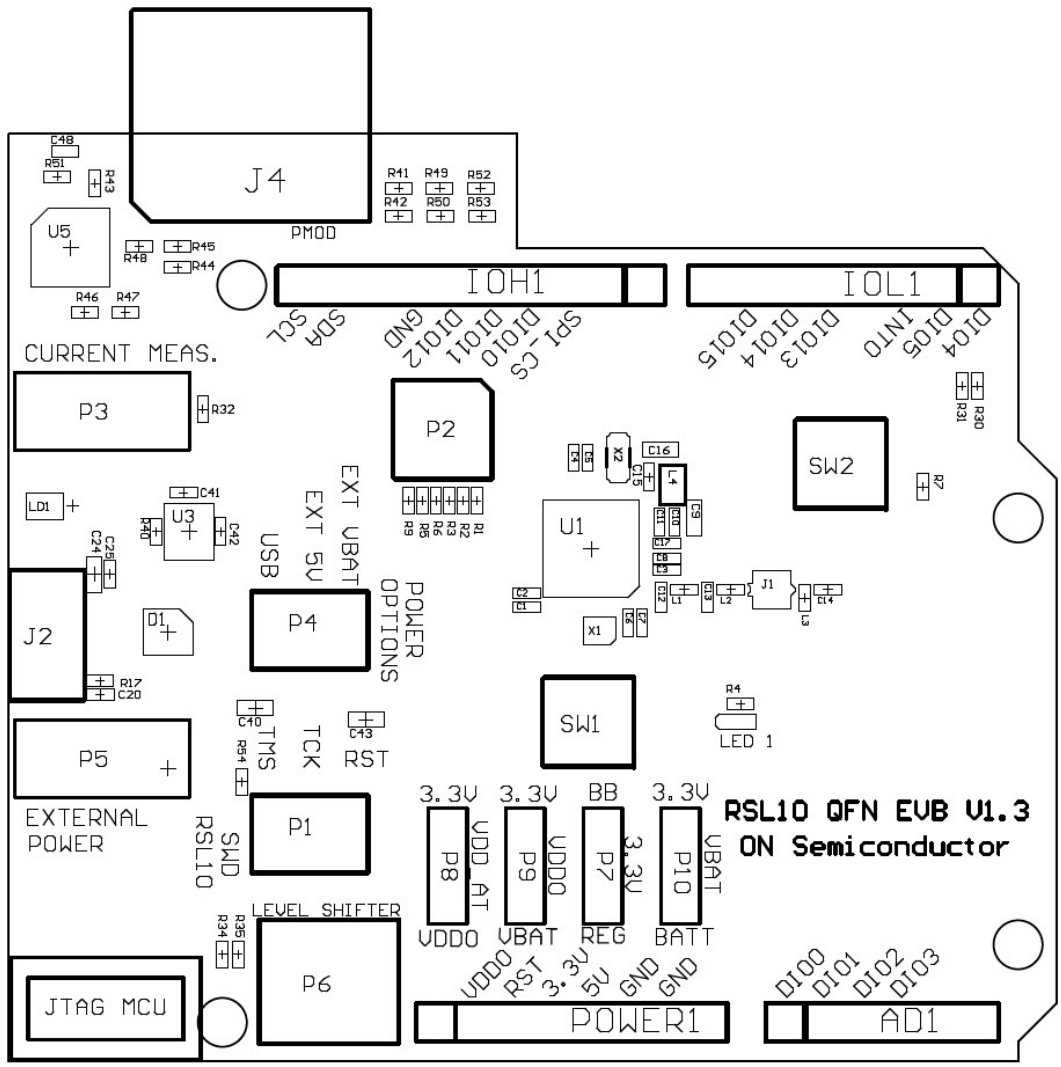 C48
R51
R43
J4
R41
R49
R52
R42
R50
R53
U5
PMOD
R48
R45
R44
IOH1
IOL1
R46
R47
SCL
SDA
GND
DIO12
DIO11
DIO10
SPI_CS
DIO15
DIO14
DIO13
INT0
DIO5
DIO4
CURRENT MEAS.
P3
R32
P2
R31
R30
C4
C5
X2
C16
C15
L4
SW2
R7
LD1
C41
U3
R40
C42
R9
R5
R6
R3
R2
R1
U1
C11
C10
C9
C17
C8
C3
C24
C25
USB
EXT 5V
EXT VBAT
POWER
OPTIONS
J2
D1
P4
C2
C1
X1
C6
C7
C12
L1
C13
L2
J1
L3
C14
R17
C20
C40
C43
SW1
R4
LED 1
P5
R54
TMS
TCK
RST
EXTERNAL
POWER
RSL10
SWD
P1
3.3V
3.3V
BB
3.3V
P8
VDD_AT
P9
VDDO
P7
3.3V
P10
VBAT
VDDO
VBAT
REG
BATT
RSL10 QFN EVB V1.3
ON Semiconductor
LEVEL SHIFTER
R34
R35
P6
JTAG MCU
VDDO
RST
3.3V
5V
GND
GND
POWER1
DIO0
DIO1
DIO2
DIO3
AD1